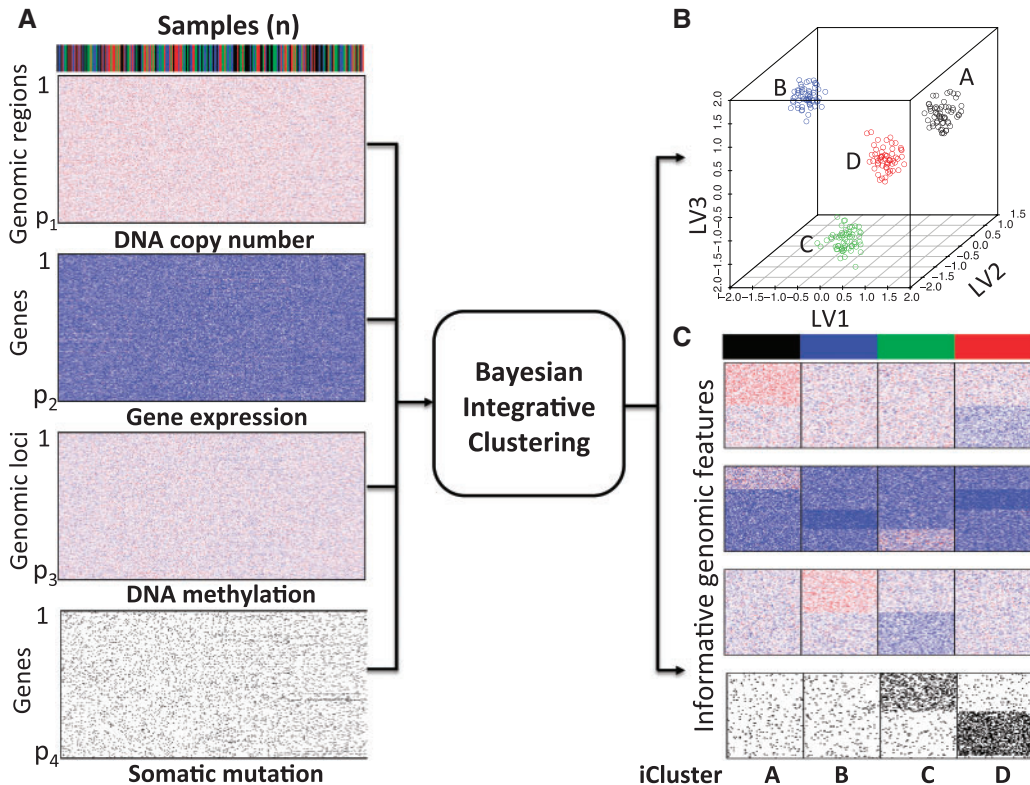 A
Samples (n)
Genomic regions
1
p1
DNA copy number
Genes
1
p2
Gene expression
Genomic loci
1
p3
DNA methylation
Genes
1
p4
Somatic mutation
Bayesian
Integrative
Clustering
B
A
B
D
C
LV3
2.0
1.5
1.0
0.5
0.0
−0.5
−1.0
−1.5
−2.0
−2.0 −1.5 −1.0 −0.5 0.0 0.5 1.0 1.5 2.0
LV1
−2.0
−1.5
−1.0
−0.5
0.0
0.5
1.0
1.5
LV2
C
Informative genomic features
iCluster A B C D